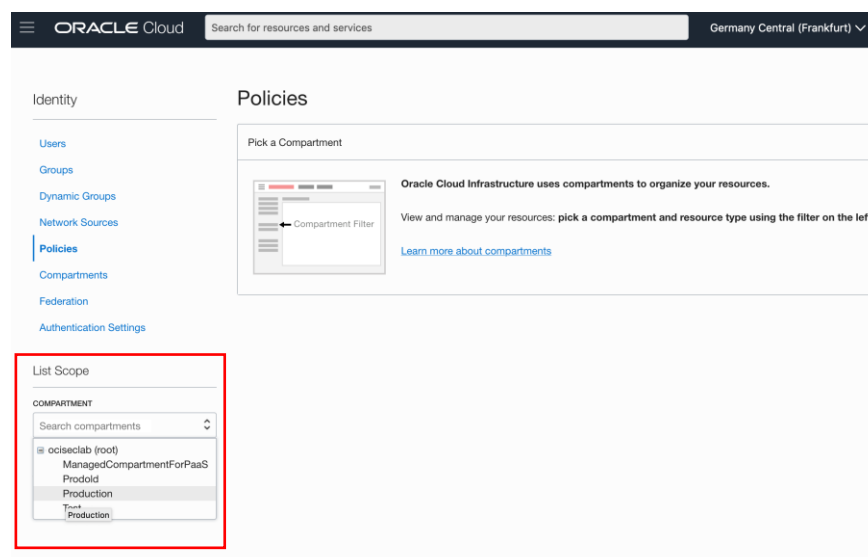 ORACLE Cloud
Search for resources and services
Germany Central (Frankfurt)
Identity
Users
Groups
Dynamic Groups
Network Sources
Policies
Compartments
Federation
Authentication Settings
List Scope
COMPARTMENT
Search compartments
ociseclab (root)
ManagedCompartmentForPaaS
ProdoId
Production
Production
Policies
Pick a Compartment
Compartment Filter
Oracle Cloud Infrastructure uses compartments to organize your resources.
View and manage your resources: pick a compartment and resource type using the filter on the lef
Learn more about compartments